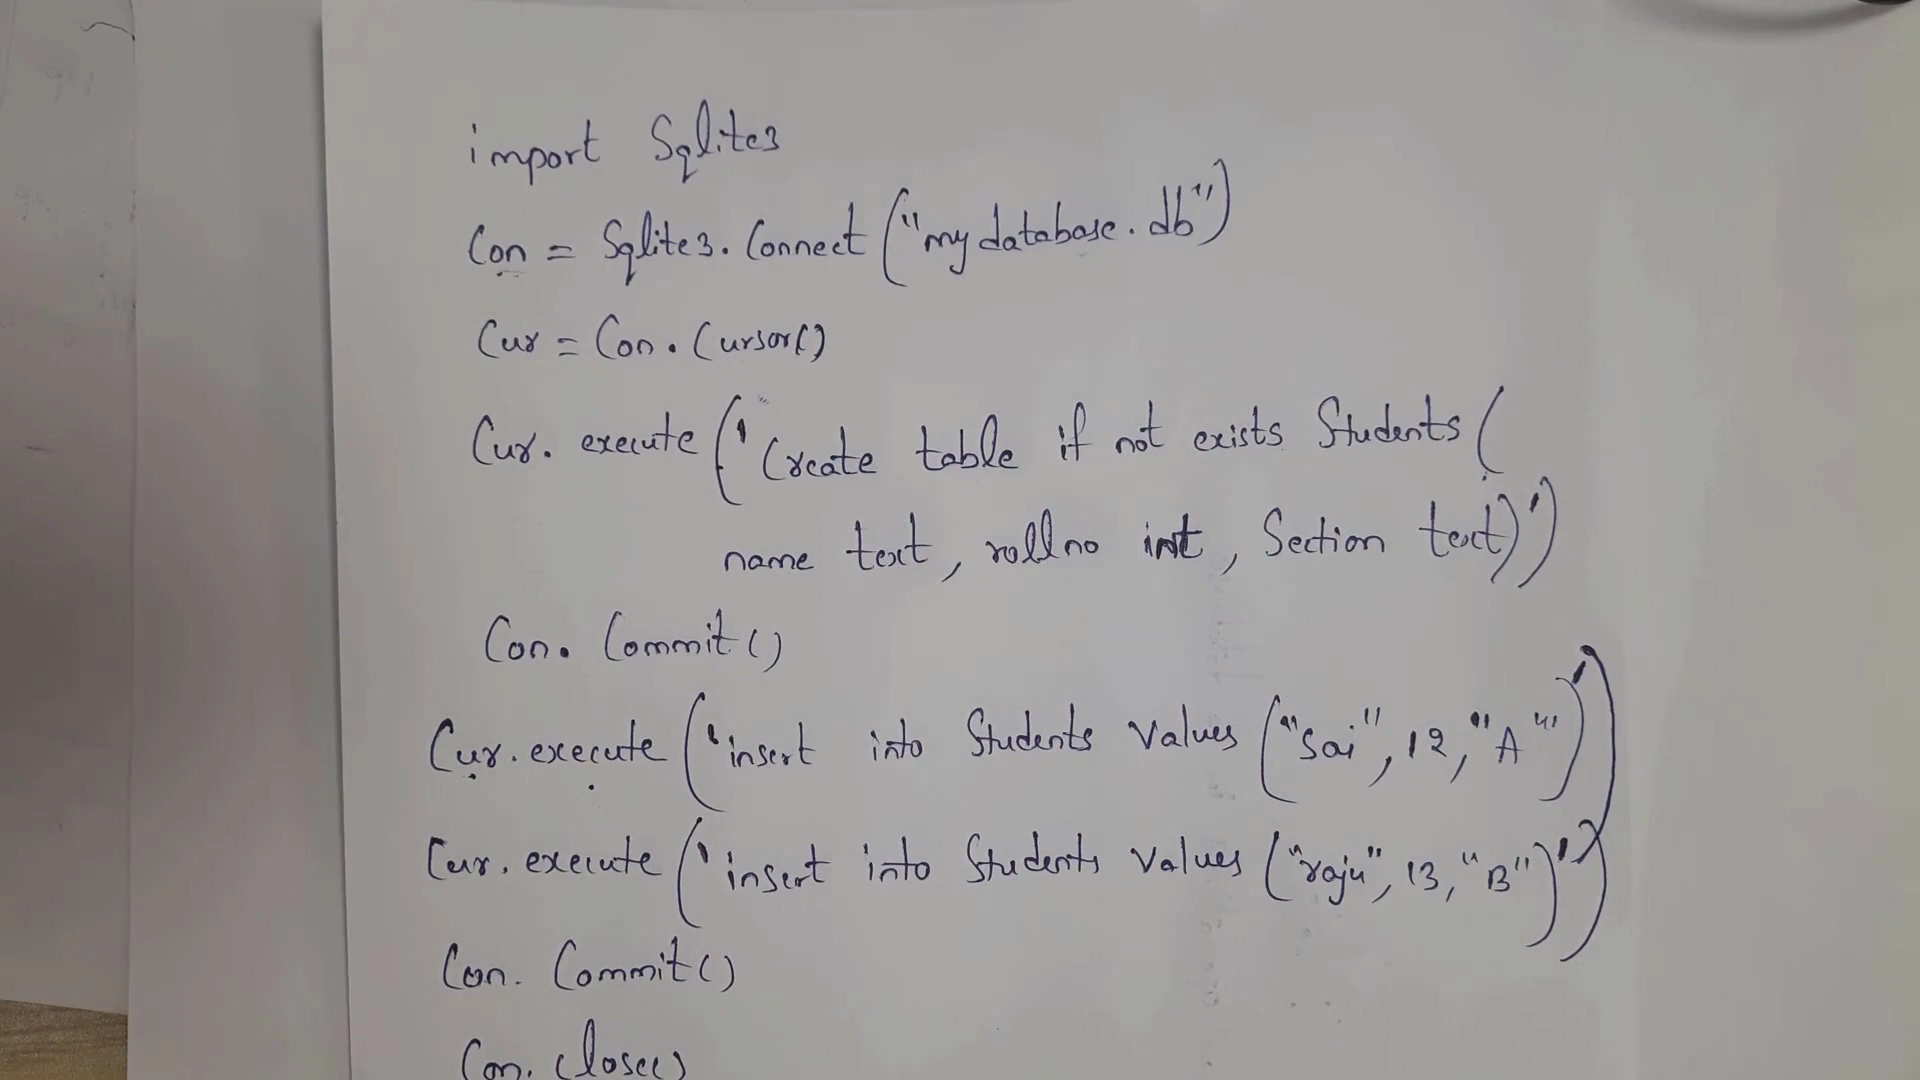 import Sqlite3
Con = Sqlite3.Connect("mydatabase.db")
Cur = Con.Cursor()
Cur.execute('Create table if not exists Students(
name text, rollno int, Section text)')
Con.Commit()
Cur.execute('insert into Students Values ("Sai", 12, "A")')
Cur.execute('insert into Students Values ("raju", 13, "B")')
Con. Commit()
Con. Close()